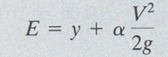 E = y + α V²/2g